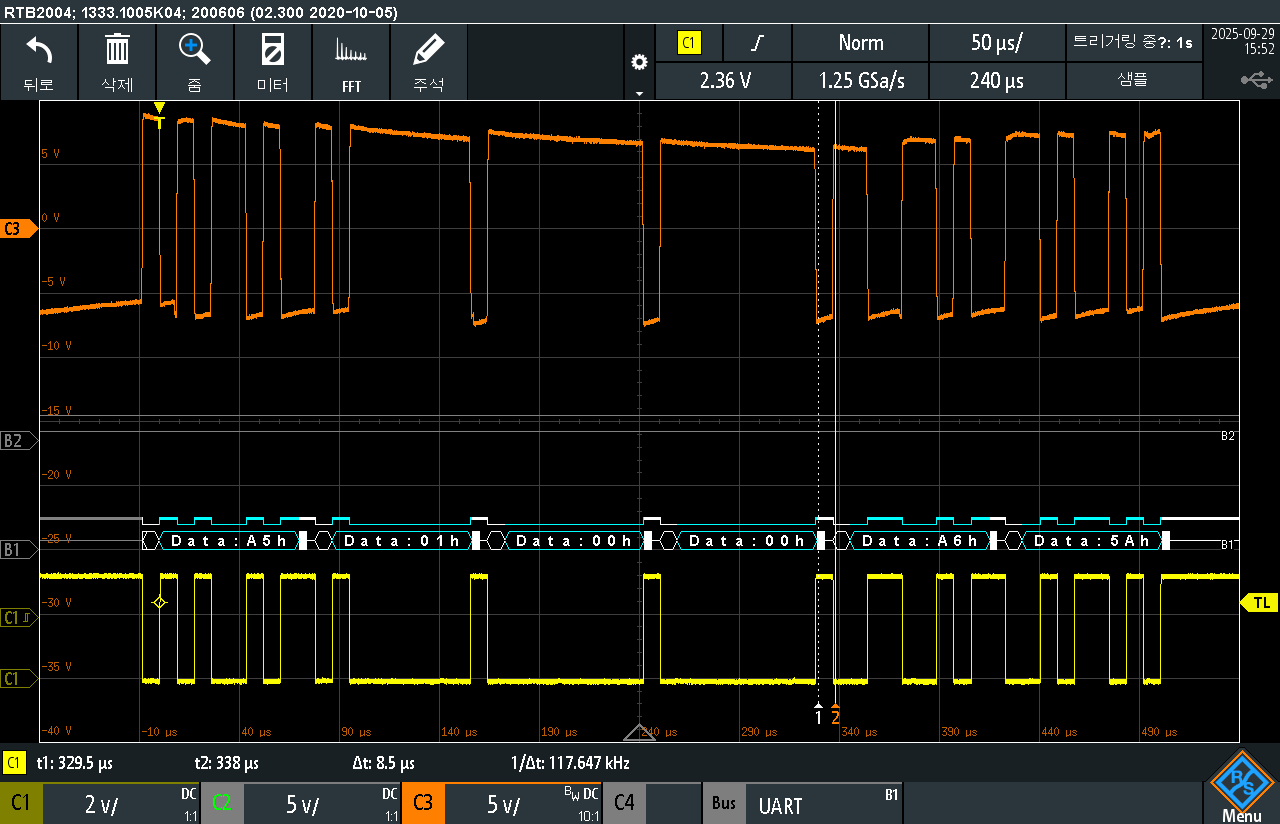 RTB2004; 1333.1005K04; 200606 (02.300 2020-10-05)
뒤로
삭제
줌
미터
FFT
주석
C1
Norm
50 µs/
트리거링 중?: 1s
2.36 V
1.25 GSa/s
240 µs
샘플
2025-09-29
15:52
T
5 V
0 V
-5 V
-10 V
-15 V
-20 V
-25 V
-30 V
-35 V
-40 V
C3
B2
B1
C1
C1
B2
B1
TL
Data:A5h
Data:01h
Data:00h
Data:00h
Data:A6h
Data:5Ah
1
2
-10 µs
40 µs
90 µs
140 µs
190 µs
240 µs
290 µs
340 µs
390 µs
440 µs
490 µs
C1
t1: 329.5 µs
t2: 338 µs
Δt: 8.5 µs
1/Δt: 117.647 kHz
C1
2 V/
DC
1:1
C2
5 V/
DC
1:1
C3
5 V/
BW DC
10:1
C4
Bus
UART
B1
R&S
Menu